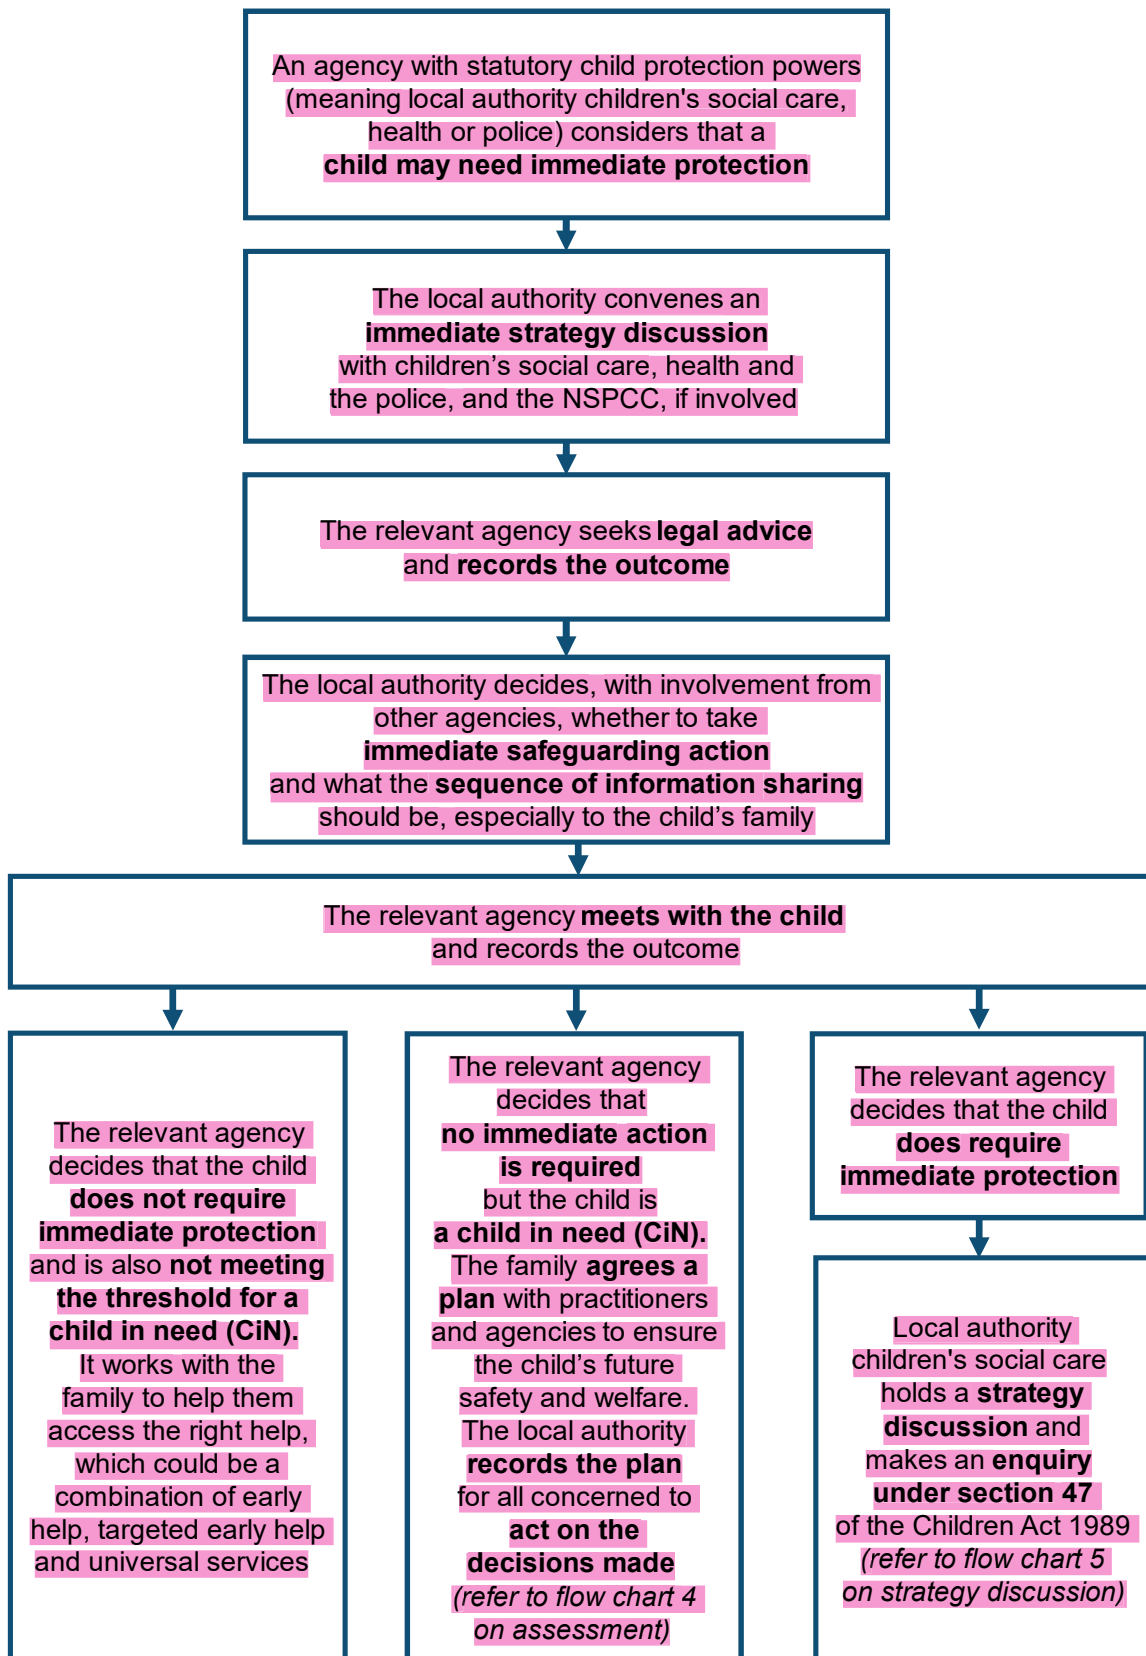 An agency with statutory child protection powers
(meaning local authority children's social care,
health or police) considers that a
child may need immediate protection
The local authority convenes an
immediate strategy discussion
with children’s social care, health and
the police, and the NSPCC, if involved
The relevant agency seeks legal advice
and records the outcome
The local authority decides, with involvement from
other agencies, whether to take
immediate safeguarding action
and what the sequence of information sharing
should be, especially to the child’s family
The relevant agency meets with the child
and records the outcome
The relevant agency
decides that the child
does not require
immediate protection
and is also not meeting
the threshold for a
child in need (CiN).
It works with the
family to help them
access the right help,
which could be a
combination of early
help, targeted early help
and universal services
The relevant agency
decides that
no immediate action
is required
but the child is
a child in need (CiN).
The family agrees a
plan with practitioners
and agencies to ensure
the child’s future
safety and welfare.
The local authority
records the plan
for all concerned to
act on the
decisions made
(refer to flow chart 4
on assessment)
The relevant agency
decides that the child
does require
immediate protection
Local authority
children's social care
holds a strategy
discussion and
makes an enquiry
under section 47
of the Children Act 1989
(refer to flow chart 5
on strategy discussion)